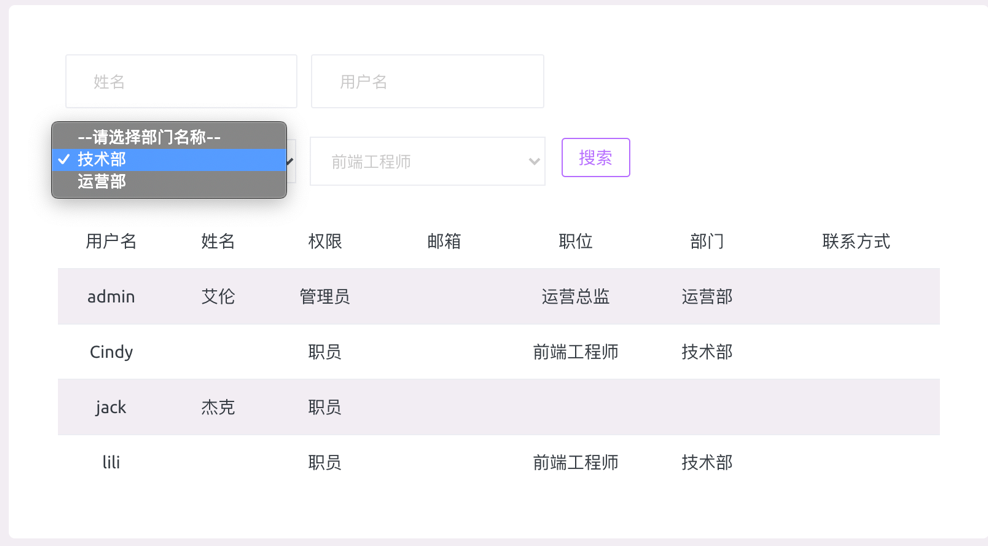 姓名 用户名
--请选择部门名称--
技术部
运营部
前端工程师 搜索
用户名 姓名 权限 邮箱 职位 部门 联系方式
admin 艾伦 管理员 运营总监 运营部
Cindy 职员 前端工程师 技术部
jack 杰克 职员
lili 职员 前端工程师 技术部